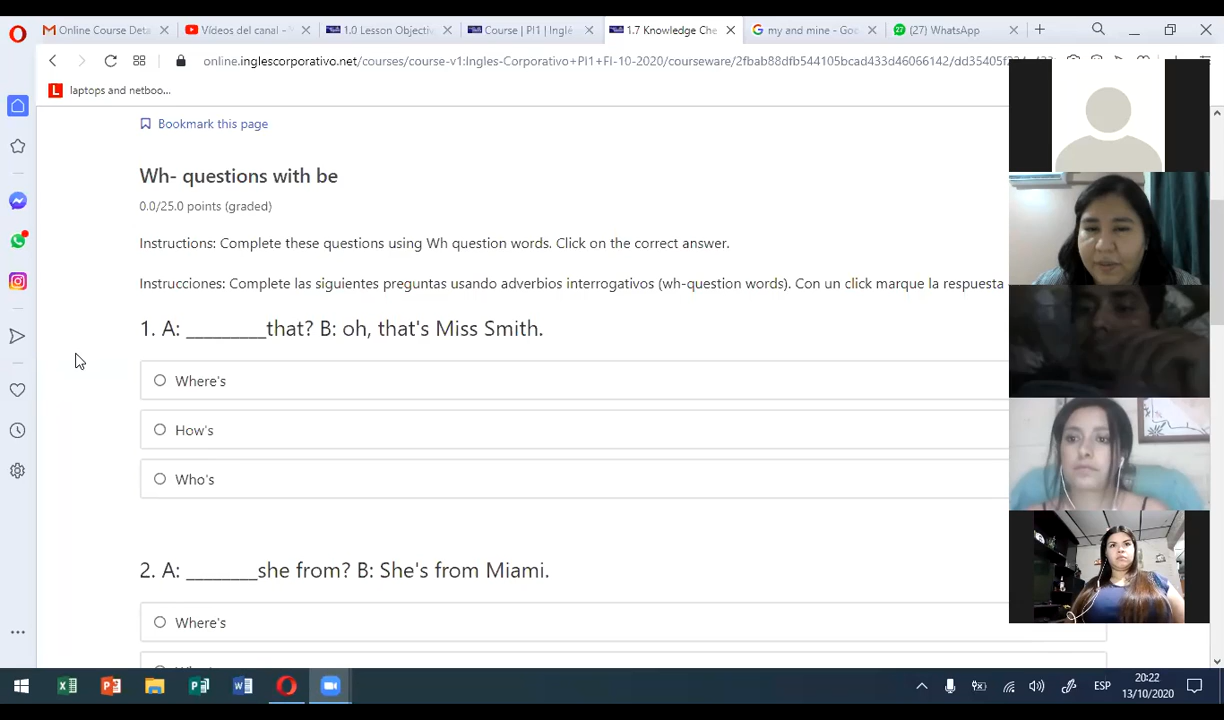 Online Course Deta
Vídeos del canal - Y
1.0 Lesson Objectiv
Course | PI1 | Inglé
1.7 Knowledge Che
my and mine - Goo
(27) WhatsApp
online.inglescorporativo.net/courses/course-v1:Ingles-Corporativo+PI1+FI-10-2020/courseware/2fbab88dfb544105bcad433d46066142/dd35405f
laptops and netboo...
Bookmark this page
Wh- questions with be
0.0/25.0 points (graded)
Instructions: Complete these questions using Wh question words. Click on the correct answer.
Instrucciones: Complete las siguientes preguntas usando adverbios interrogativos (wh-question words). Con un click marque la respuesta
1. A: _________that? B: oh, that's Miss Smith.
Where's
How's
Who's
2. A: ________she from? B: She's from Miami.
Where's
ESP
20:22
13/10/2020